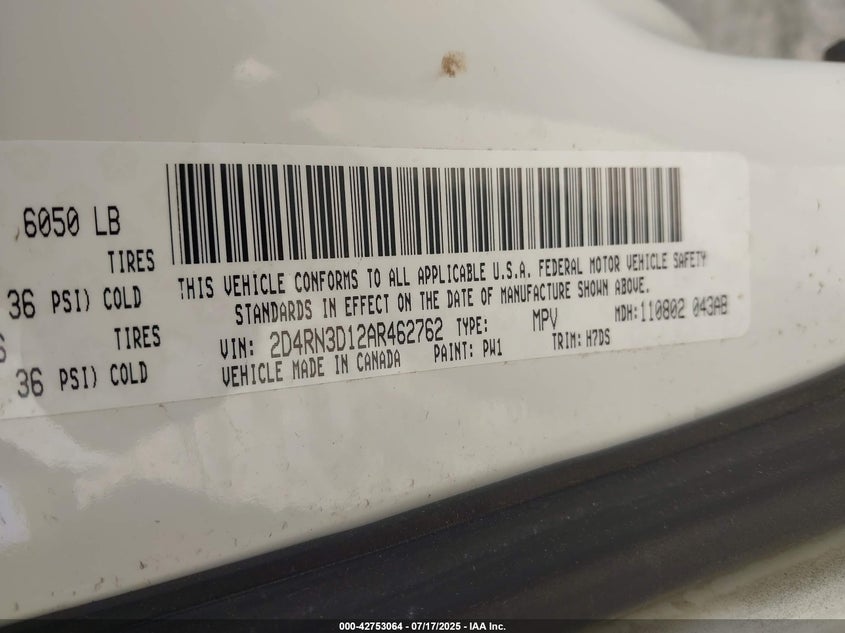 6050 LB
TIRES
36 PSI) COLD
TIRES
36 PSI) COLD
THIS VEHICLE CONFORMS TO ALL APPLICABLE U.S.A. FEDERAL MOTOR VEHICLE SAFETY
STANDARDS IN EFFECT ON THE DATE OF MANUFACTURE SHOWN ABOVE.
VIN: 2D4RN3D12AR462762 TYPE: MPV MDH:110802 043AB
VEHICLE MADE IN CANADA PAINT: PW1 TRIM: H7DS
000-42753064 / 07/17/2025 - IAA Inc.